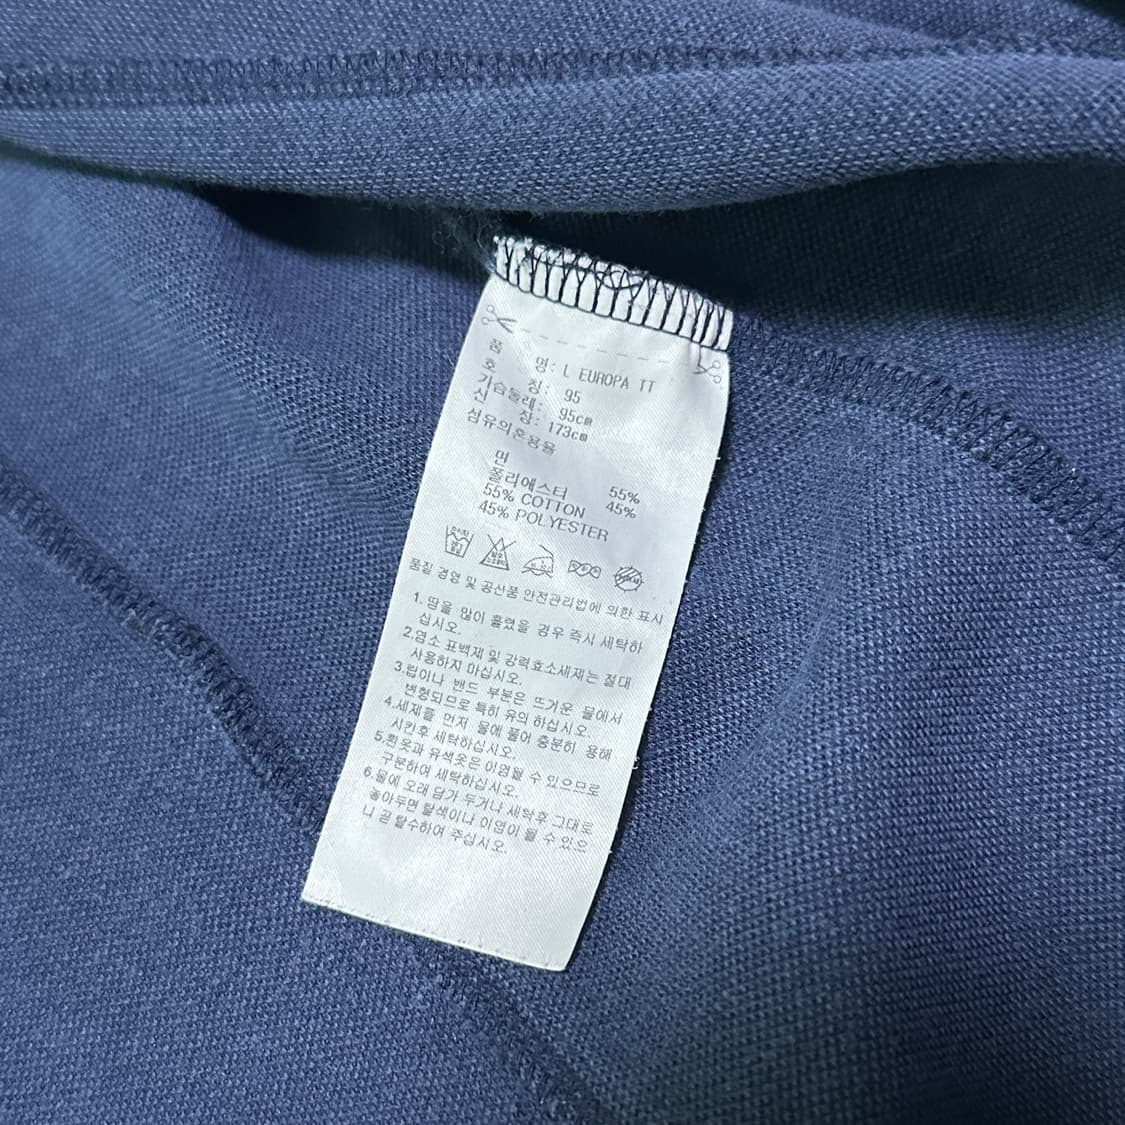 품 명: L EUROPA TT
호 칭: 95
가슴둘레: 95cm
신 장: 173cm
섬유의혼용율
면 55%
폴리에스터 45%
55% COTTON
45% POLYESTER
품질 경영 및 공산품 안전관리법에 의한 표시
1. 땀을 많이 흘렸을 경우 즉시 세탁하
십시오.
2.염소 표백제 및 강력효소세제는 절대
사용하지 마십시오.
3.립이나 밴드 부분은 뜨거운 물에서
변형되므로 특히 유의 하십시오.
4.세제를 먼저 물에 풀어 충분히 용해
시킨후 세탁하십시오.
5.흰옷과 유색옷은 이염될 수 있으므로
구분하여 세탁하십시오.
6.물에 오래 담가 두거나 세탁후 그대로
놓아두면 탈색이나 이염이 될 수 있으
니 곧 탈수하여 주십시오.